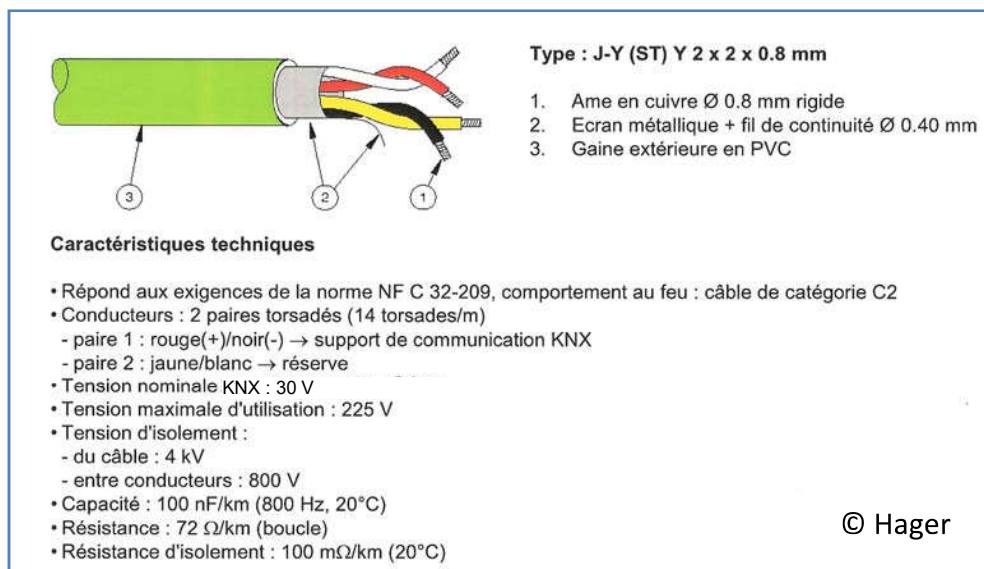 Type : J-Y (ST) Y 2 x 2 x 0.8 mm
1. Ame en cuivre Ø 0.8 mm rigide
2. Ecran métallique + fil de continuité Ø 0.40 mm
3. Gaine extérieure en PVC
3
2
1
Caractéristiques techniques
• Répond aux exigences de la norme NF C 32-209, comportement au feu : câble de catégorie C2
• Conducteurs : 2 paires torsadés (14 torsades/m)
- paire 1 : rouge(+)/noir(-) → support de communication KNX
- paire 2 : jaune/blanc → réserve
• Tension nominale KNX : 30 V
• Tension maximale d'utilisation : 225 V
• Tension d'isolement :
- du câble : 4 kV
- entre conducteurs : 800 V
• Capacité : 100 nF/km (800 Hz, 20°C)
• Résistance : 72 Ω/km (boucle)
• Résistance d'isolement : 100 mΩ/km (20°C)
© Hager